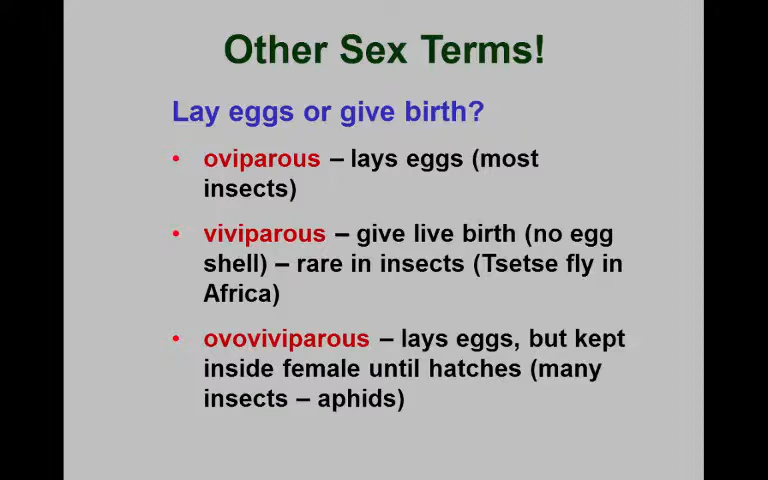 Other Sex Terms!
Lay eggs or give birth?
• oviparous – lays eggs (most
insects)
• viviparous – give live birth (no egg
shell) – rare in insects (Tsetse fly in
Africa)
• ovoviviparous – lays eggs, but kept
inside female until hatches (many
insects – aphids)